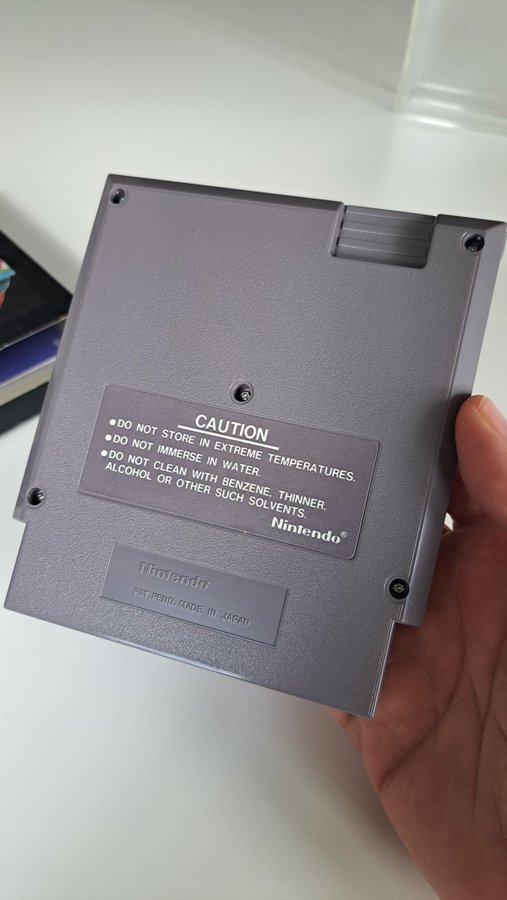 CAUTION
●DO NOT STORE IN EXTREME TEMPERATURES.
●DO NOT IMMERSE IN WATER.
●DO NOT CLEAN WITH BENZENE, THINNER,
ALCOHOL OR OTHER SUCH SOLVENTS.
Nintendo®
Nintendo®
PAT. PEND. MADE IN JAPAN